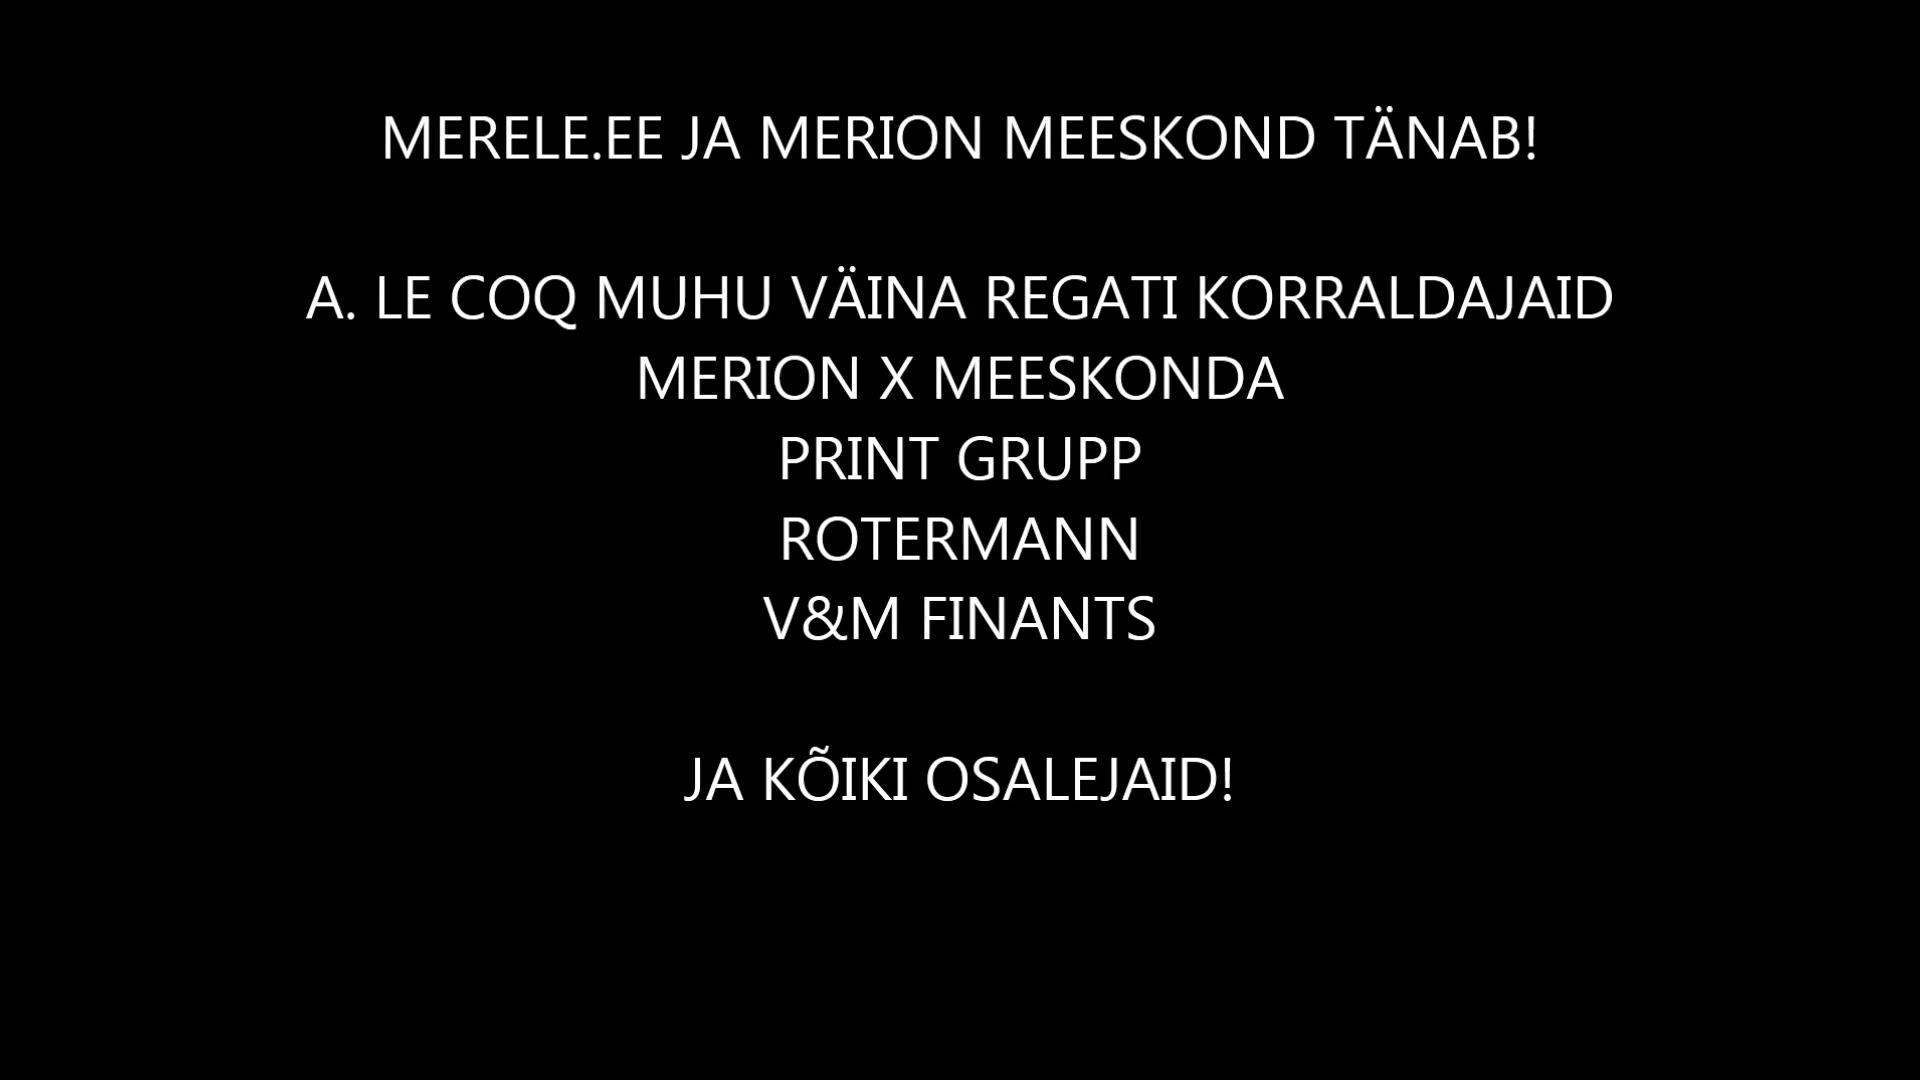 MERELE.EE JA MERION MEESKOND TÄNAB!
A. LE COQ MUHU VÄINA REGATI KORRALDAJAID
MERION X MEESKONDA
PRINT GRUPP
ROTERMANN
V&M FINANTS
JA KÕIKI OSALEJAID!